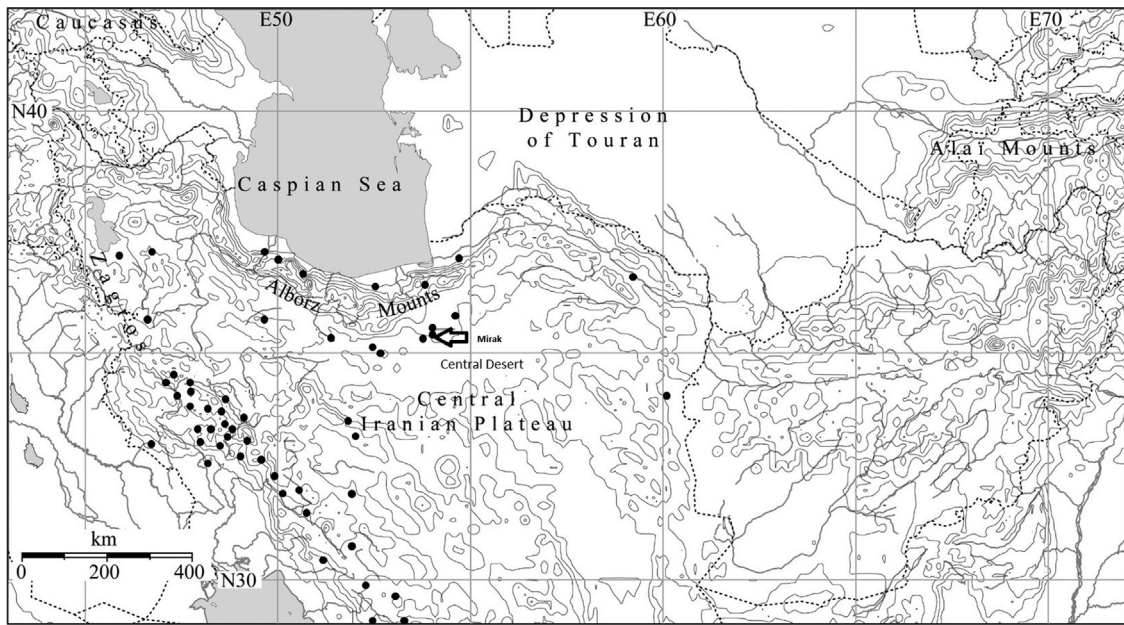 E50
E60
E70
Caucasus
N40
Depression
of Touran
Alaï Mounts
Caspian Sea
Zagros
Alborz Mounts
Mirak
Central Desert
Central
Iranian Plateau
km
0 200 400
N30